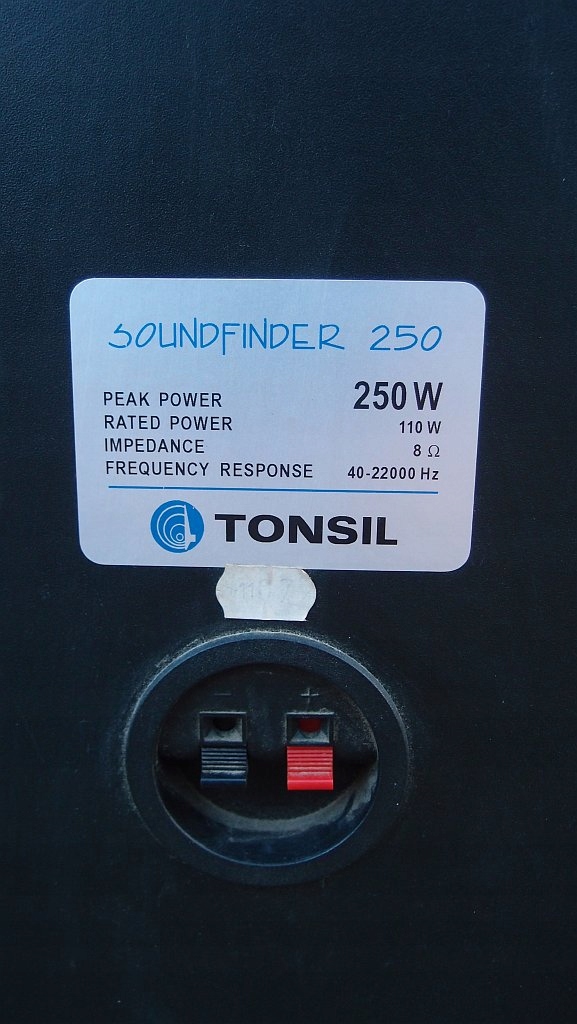 SOUNDFINDER 250
PEAK POWER 250 W
RATED POWER 110 W
IMPEDANCE 8 Ω
FREQUENCY RESPONSE 40-22000 Hz
TONSIL
- +